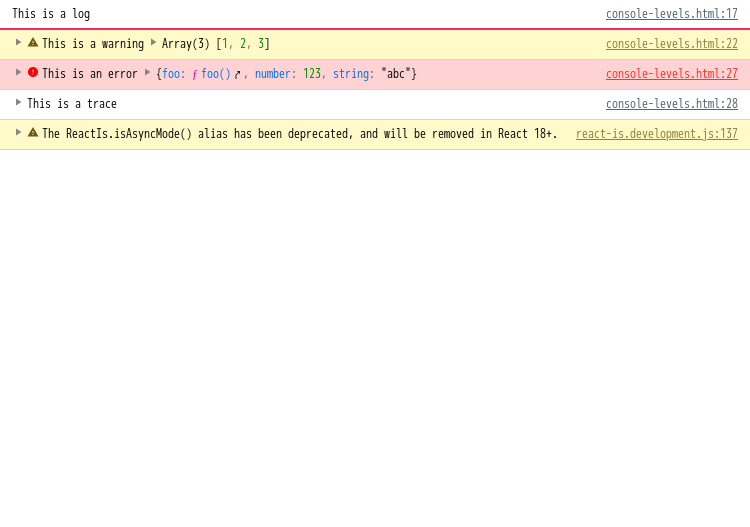 This is a log console-levels.html:17
This is a warning Array(3) [1, 2, 3] console-levels.html:22
This is an error {foo: ƒ foo(), number: 123, string: "abc"} console-levels.html:27
This is a trace console-levels.html:28
The ReactIs.isAsyncMode() alias has been deprecated, and will be removed in React 18+. react-is.development.js:137